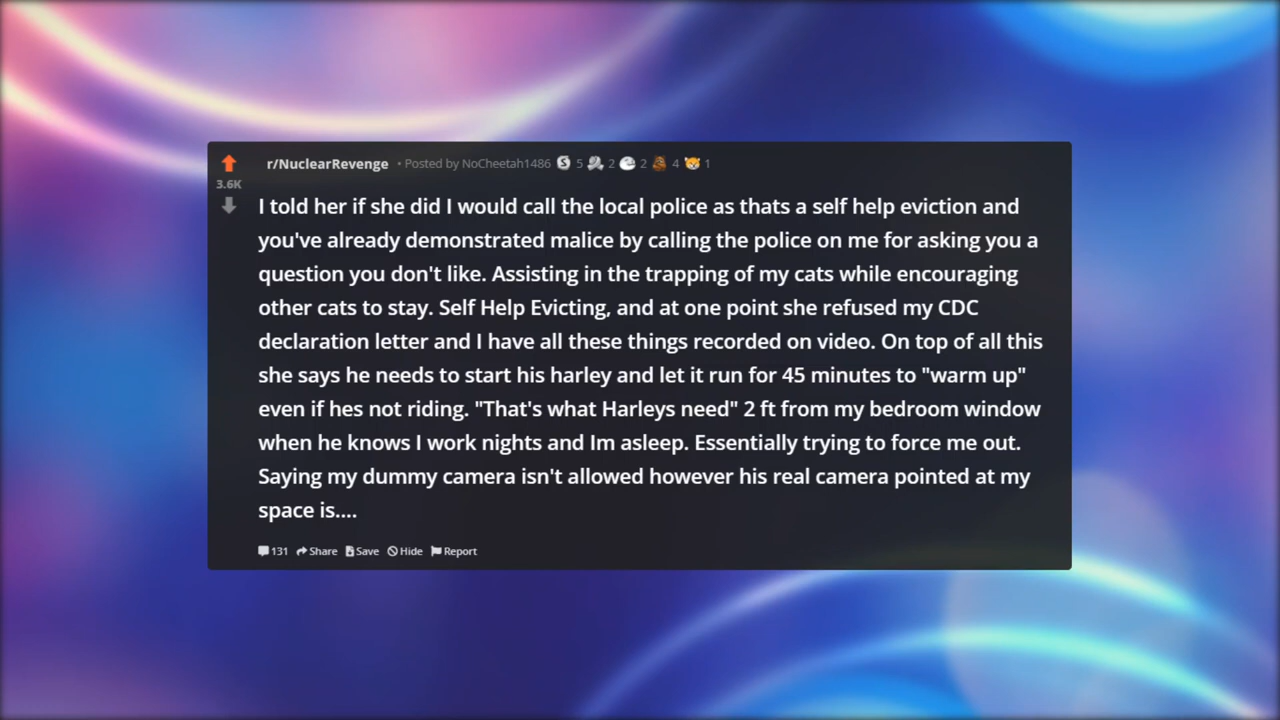 r/NuclearRevenge • Posted by NoCheetah1486 5 2 2 4 1
3.6K
I told her if she did I would call the local police as thats a self help eviction and
you've already demonstrated malice by calling the police on me for asking you a
question you don't like. Assisting in the trapping of my cats while encouraging
other cats to stay. Self Help Evicting, and at one point she refused my CDC
declaration letter and I have all these things recorded on video. On top of all this
she says he needs to start his harley and let it run for 45 minutes to "warm up"
even if hes not riding. "That's what Harleys need" 2 ft from my bedroom window
when he knows I work nights and Im asleep. Essentially trying to force me out.
Saying my dummy camera isn't allowed however his real camera pointed at my
space is....
131 Share Save Hide Report